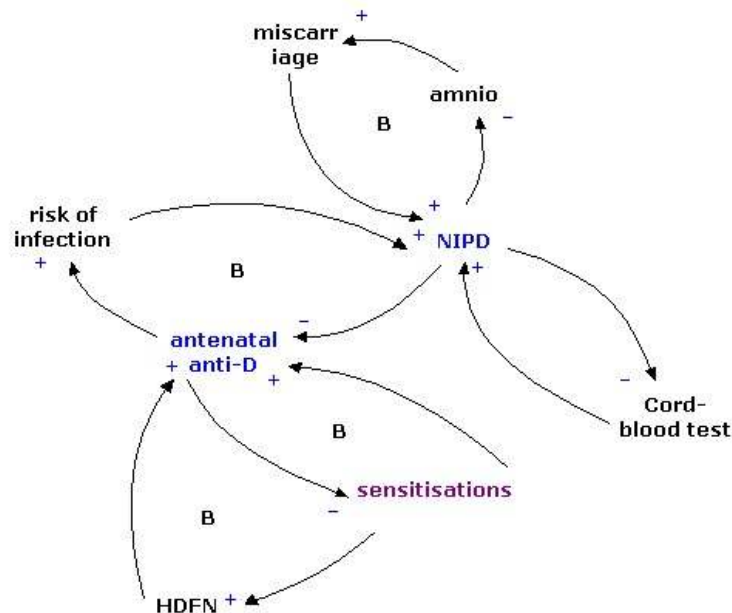 +
miscarr
iage
amnio
B
–
+
risk of
infection
+
NIPD
+
+
B
–
antenatal
anti-D
+
+
–
Cord-
blood test
B
sensitisations
–
B
HDFN +